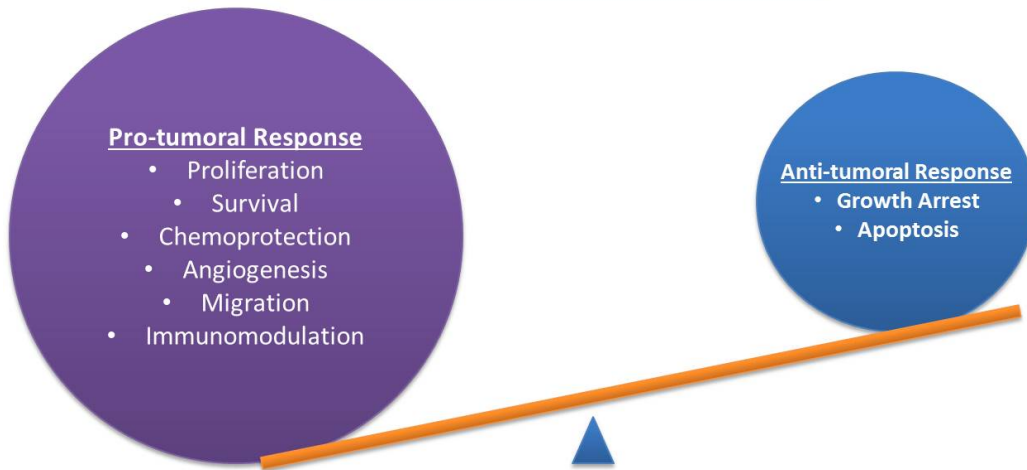 Pro-tumoral Response
• Proliferation
• Survival
• Chemoprotection
• Angiogenesis
• Migration
• Immunomodulation
Anti-tumoral Response
• Growth Arrest
• Apoptosis